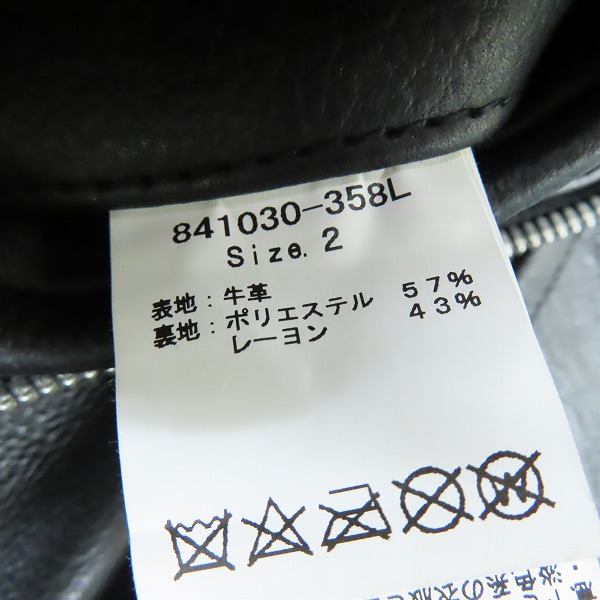 841030-358L
Size. 2
表地：牛革
裏地：ポリエステル 57%
レーヨン 43%
W